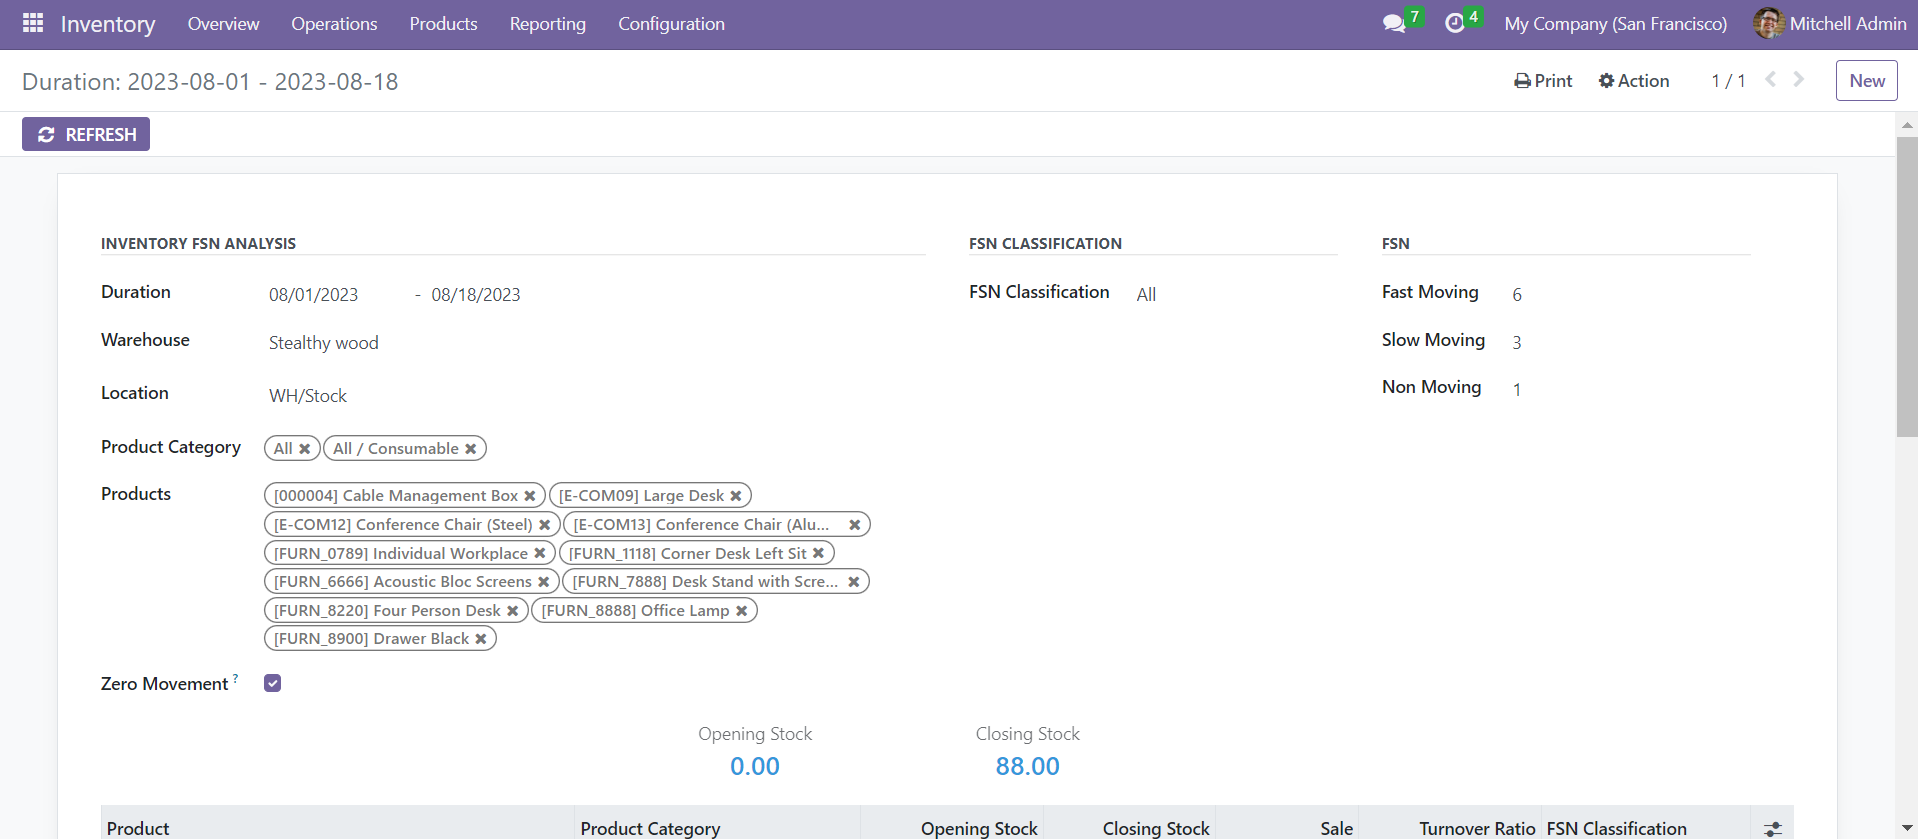 Inventory Overview Operations Products Reporting Configuration 7 4 My Company (San Francisco) Mitchell Admin
Duration: 2023-08-01 - 2023-08-18 Print Action 1 / 1 New
REFRESH
INVENTORY FSN ANALYSIS FSN CLASSIFICATION FSN
Duration 08/01/2023 - 08/18/2023 FSN Classification All Fast Moving 6
Warehouse Stealthy wood Slow Moving 3
Location WH/Stock Non Moving 1
Product Category All All / Consumable
Products [000004] Cable Management Box [E-COM09] Large Desk
[E-COM12] Conference Chair (Steel) [E-COM13] Conference Chair (Alu...
[FURN_0789] Individual Workplace [FURN_1118] Corner Desk Left Sit
[FURN_6666] Acoustic Bloc Screens [FURN_7888] Desk Stand with Scre...
[FURN_8220] Four Person Desk [FURN_8888] Office Lamp
[FURN_8900] Drawer Black
Zero Movement ?
Opening Stock Closing Stock
0.00 88.00
Product Product Category Opening Stock Closing Stock Sale Turnover Ratio FSN Classification